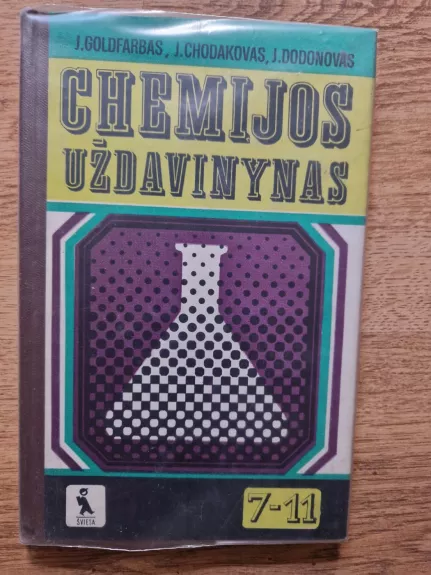 J.GOLDFARBAS, J.CHODAKOVAS, J.DODONOVAS
CHEMIJOS
UŽDAVINYNAS
7-11
ŠVIESA